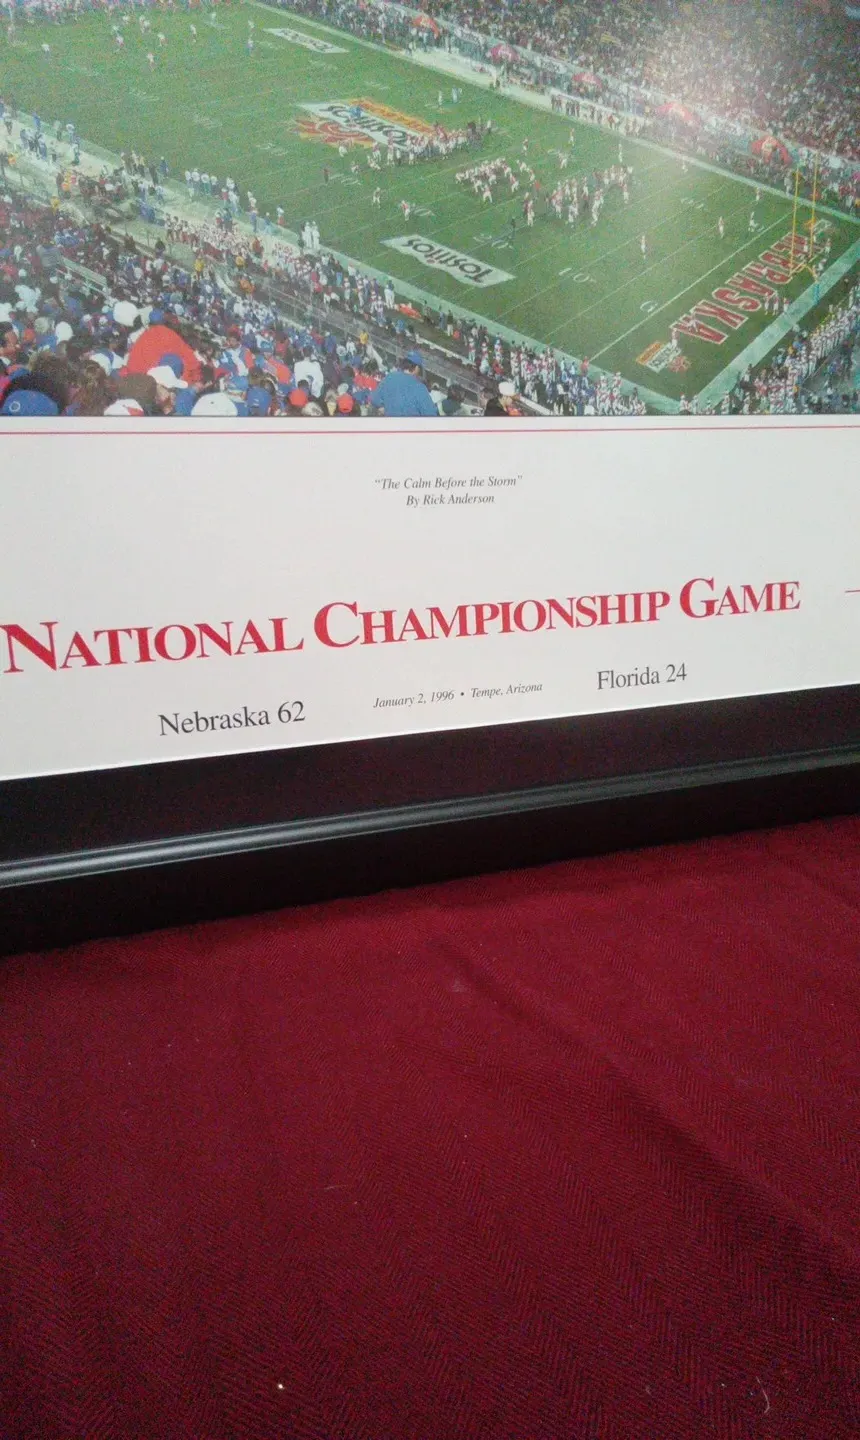 Tostitos
Tostitos
Tostitos
NEBRASKA
“The Calm Before the Storm”
By Rick Anderson
NATIONAL CHAMPIONSHIP GAME
Nebraska 62
January 2, 1996 • Tempe, Arizona
Florida 24